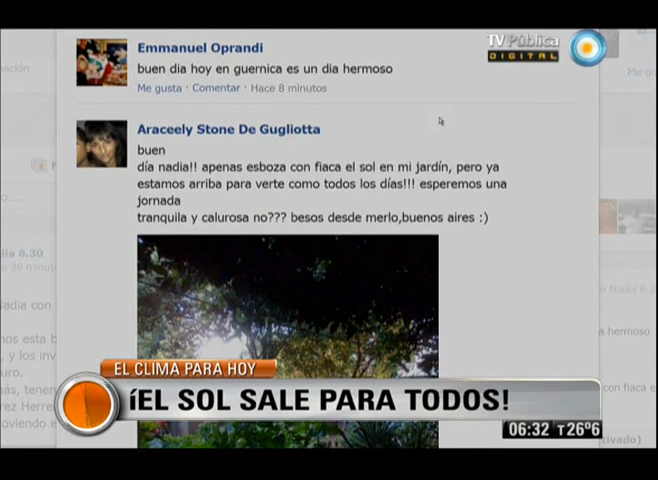 TV Pública
DIGITAL
Emmanuel Oprandi
buen dia hoy en guernica es un dia hermoso
Me gusta · Comentar · Hace 8 minutos
Araceely Stone De Gugliotta
buen
día nadia!! apenas esboza con fiaca el sol en mi jardín, pero ya
estamos arriba para verte como todos los días!!! esperemos una
jornada
tranquila y calurosa no??? besos desde merlo,buenos aires :)
EL CLIMA PARA HOY
¡EL SOL SALE PARA TODOS!
06:32 T26º6